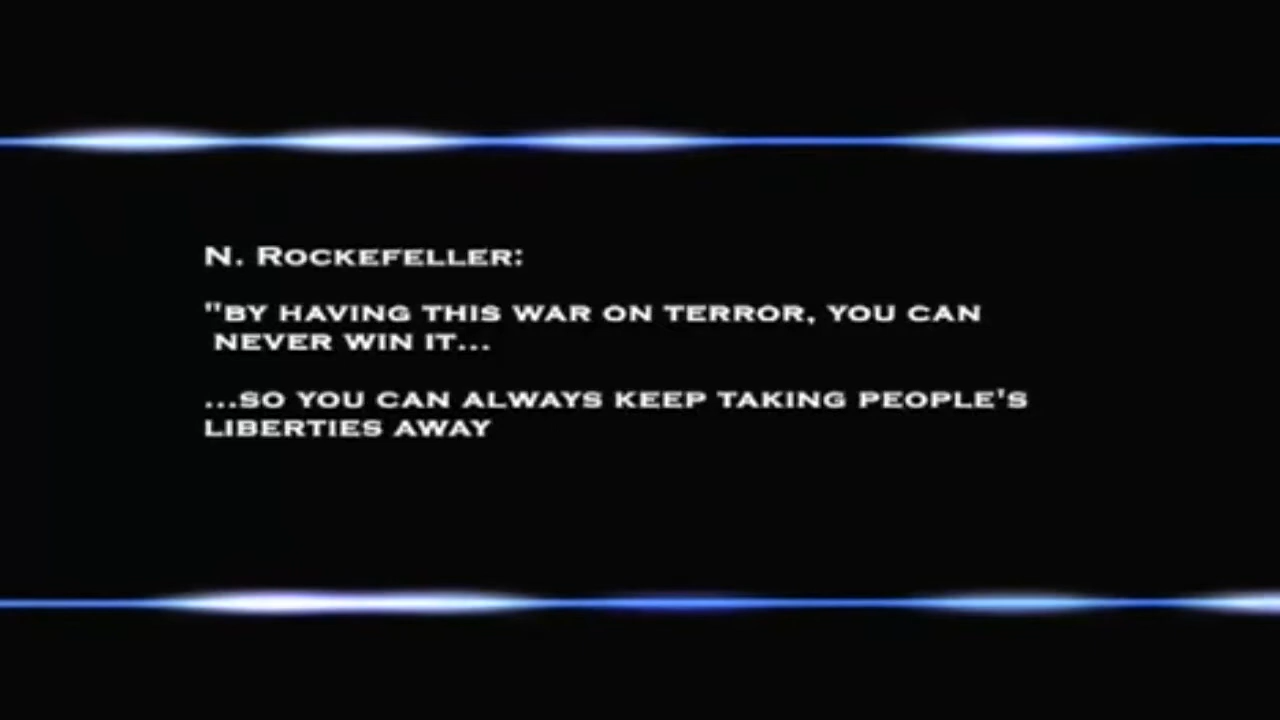 N. Rockefeller:
"By having this war on terror, you can
never win it...
...so you can always keep taking people's
liberties away